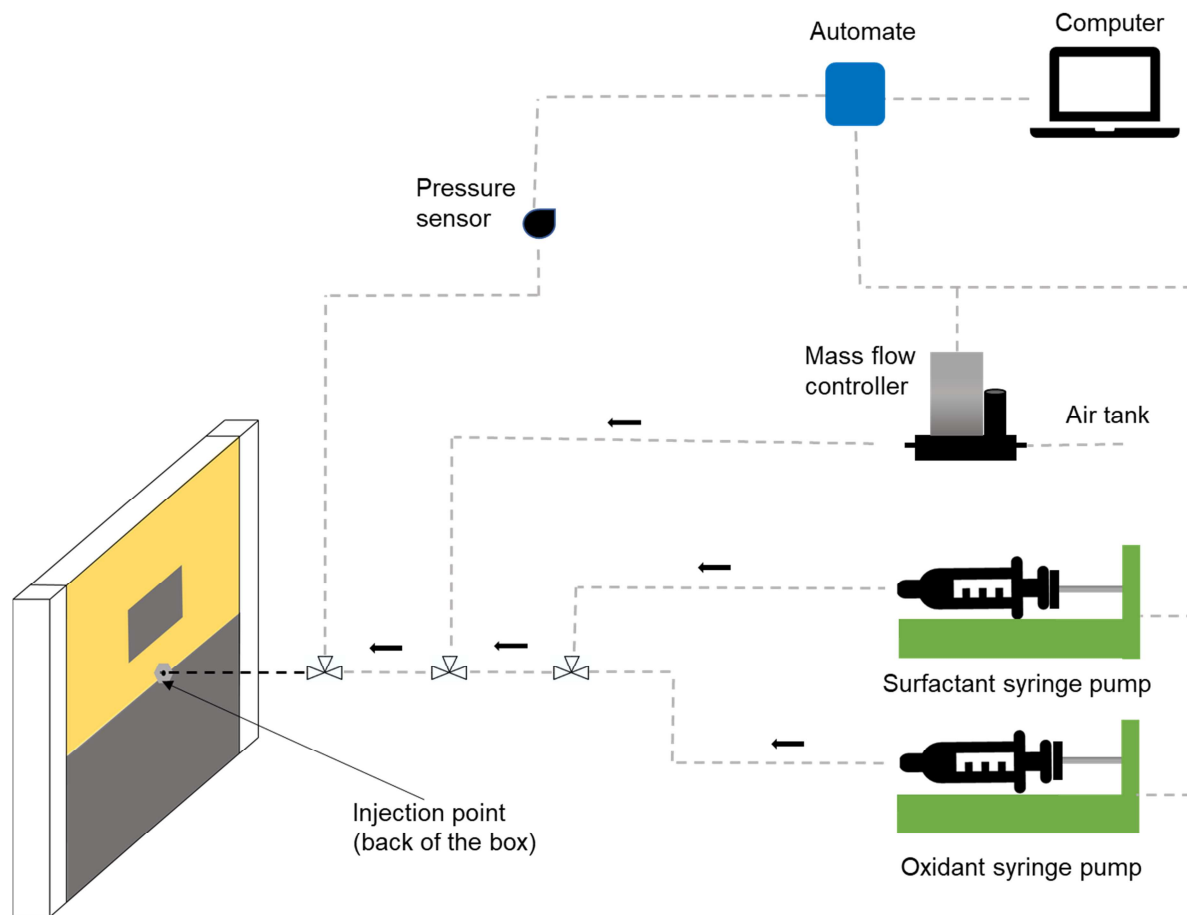 Computer
Automate
Pressure
sensor
Mass flow
controller
Air tank
Surfactant syringe pump
Injection point
(back of the box)
Oxidant syringe pump